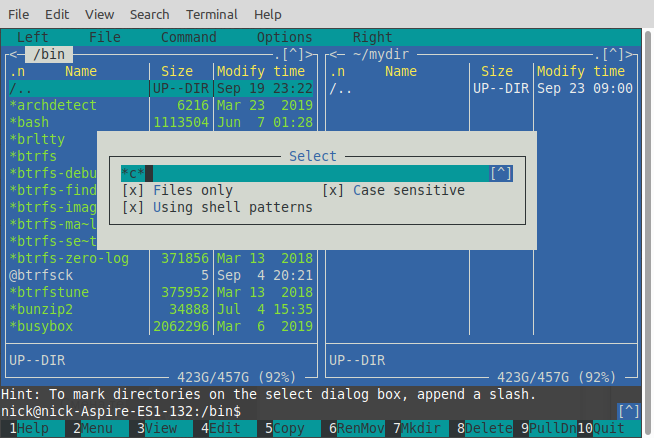 File Edit View Search Terminal Help
Left File Command Options Right
<─ /bin ─.[^]> <─ ~/mydir ─.[^]>
.n Name Size Modify time .n Name Size Modify time
/.. UP--DIR Sep 19 23:22 /.. UP--DIR Sep 23 09:00
*archdetect 6216 Mar 23 2019
*bash 1113504 Jun 7 01:28
*brltty
*btrfs Select
*btrfs-debu *c* [^]
*btrfs-find [x] Files only [x] Case sensitive
*btrfs-imag [x] Using shell patterns
*btrfs-ma~l
*btrfs-se~t
*btrfs-zero-log 371856 Mar 13 2018
@btrfsck 5 Sep 4 20:21
*btrfstune 375952 Mar 13 2018
*bunzip2 34888 Jul 4 15:35
*busybox 2062296 Mar 6 2019
UP--DIR UP--DIR
423G/457G (92%) 423G/457G (92%)
Hint: To mark directories on the select dialog box, append a slash.
nick@nick-Aspire-ES1-132:/bin$ [^]
1Help 2Menu 3View 4Edit 5Copy 6RenMov 7Mkdir 8Delete 9PullDn 10Quit